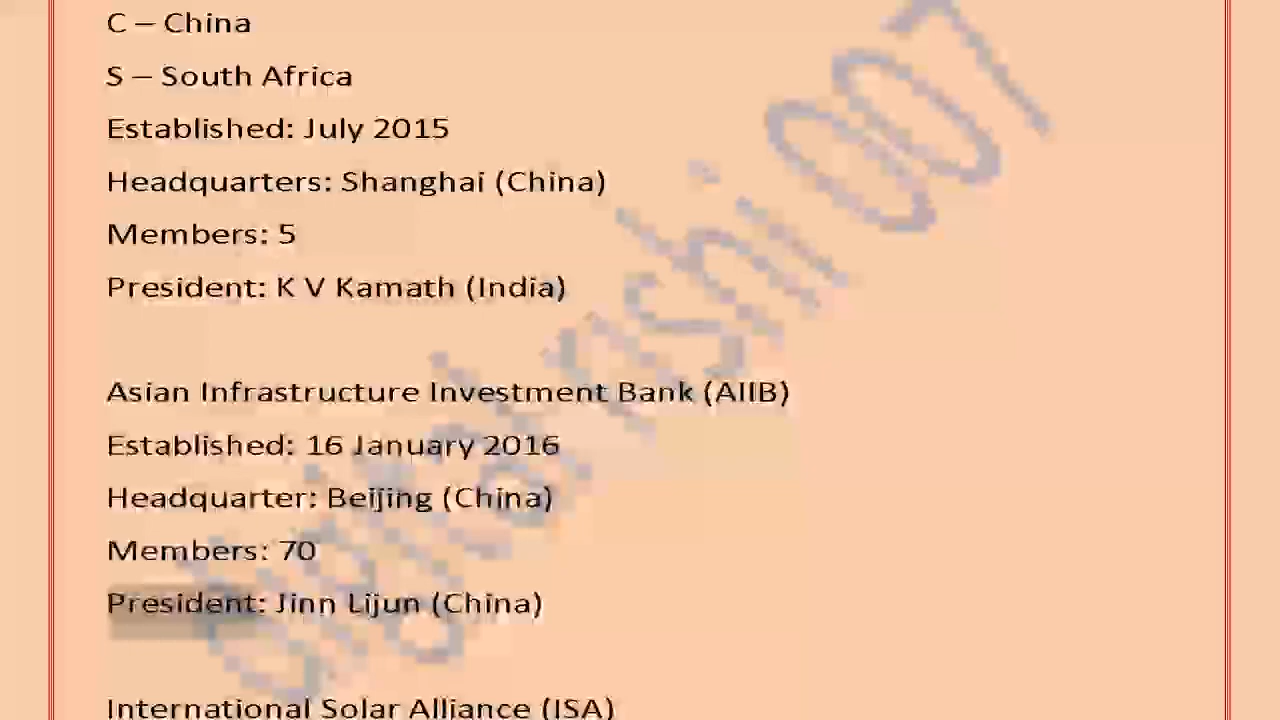 C – China
S – South Africa
Established: July 2015
Headquarters: Shanghai (China)
Members: 5
President: K V Kamath (India)
Asian Infrastructure Investment Bank (AIIB)
Established: 16 January 2016
Headquarter: Beijing (China)
Members: 70
President: Jinn Lijun (China)
International Solar Alliance (ISA)